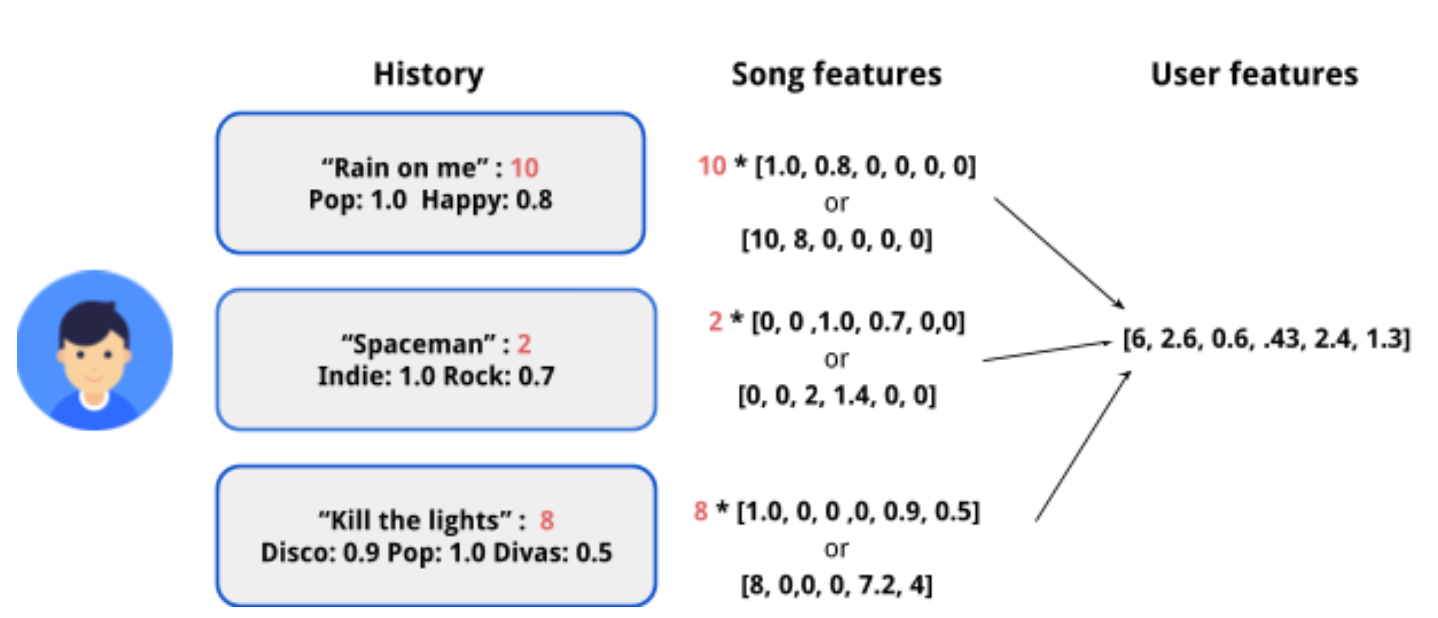 History
Song features
User features
“Rain on me” : 10
Pop: 1.0 Happy: 0.8
10 * [1.0, 0.8, 0, 0, 0, 0]
or
[10, 8, 0, 0, 0, 0]
“Spaceman” : 2
Indie: 1.0 Rock: 0.7
2 * [0, 0 ,1.0, 0.7, 0,0]
or
[0, 0, 2, 1.4, 0, 0]
[6, 2.6, 0.6, .43, 2.4, 1.3]
“Kill the lights” : 8
Disco: 0.9 Pop: 1.0 Divas: 0.5
8 * [1.0, 0, 0 ,0, 0.9, 0.5]
or
[8, 0,0, 0, 7.2, 4]